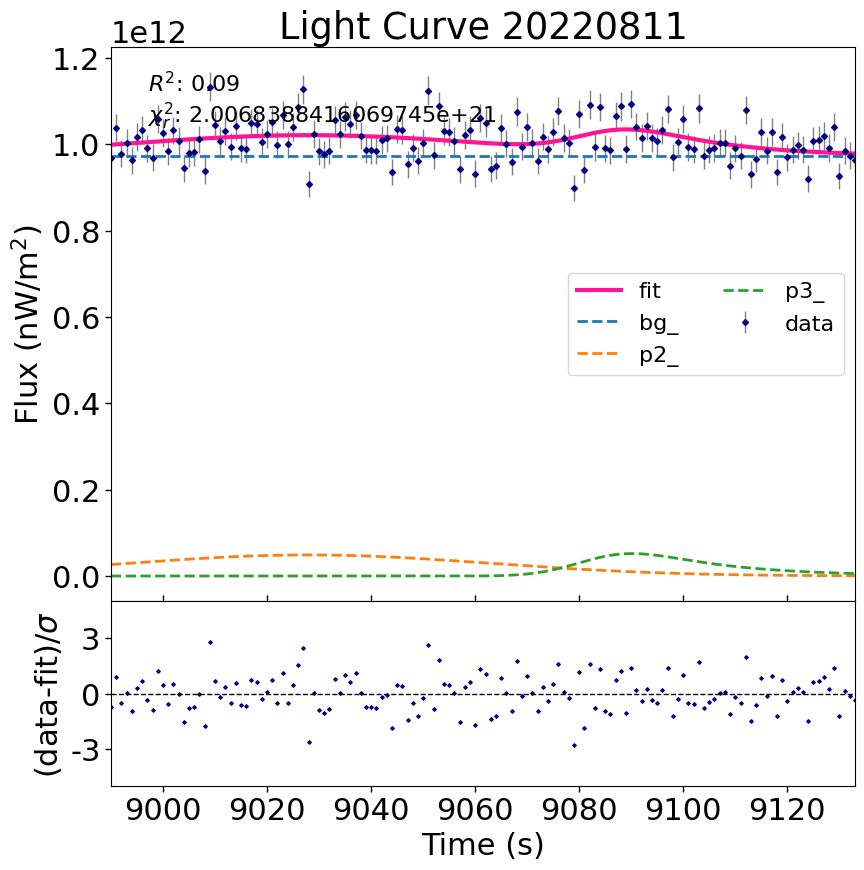 Light Curve 20220811
1e12
R²: 0.09
χ²ᵣ: 2.006838841606 9745e+21
1.2
1.0
0.8
0.6
0.4
0.2
0.0
Flux (nW/m²)
fit
bg_
p2_
p3_
data
3
0
-3
(data-fit)/σ
9000 9020 9040 9060 9080 9100 9120
Time (s)